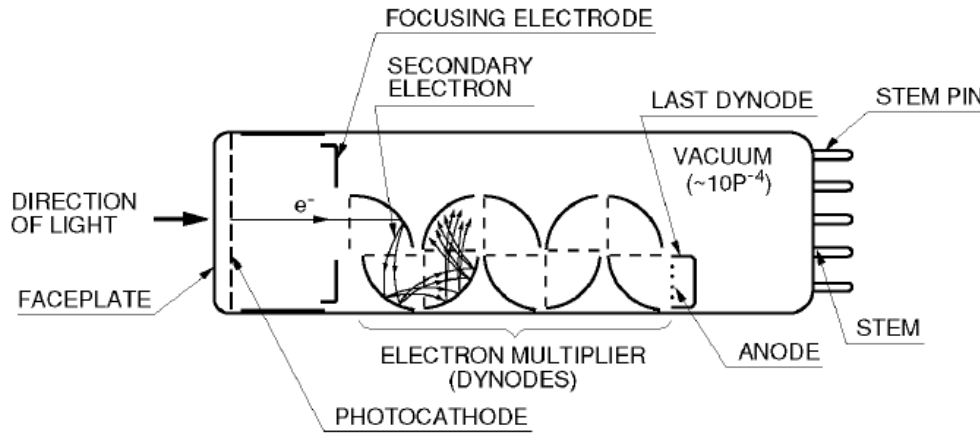 FOCUSING ELECTRODE
SECONDARY
ELECTRON
LAST DYNODE
STEM PIN
VACUUM
(~10P⁻⁴)
DIRECTION
OF LIGHT
e⁻
FACEPLATE
STEM
ELECTRON MULTIPLIER
(DYNODES)
ANODE
PHOTOCATHODE